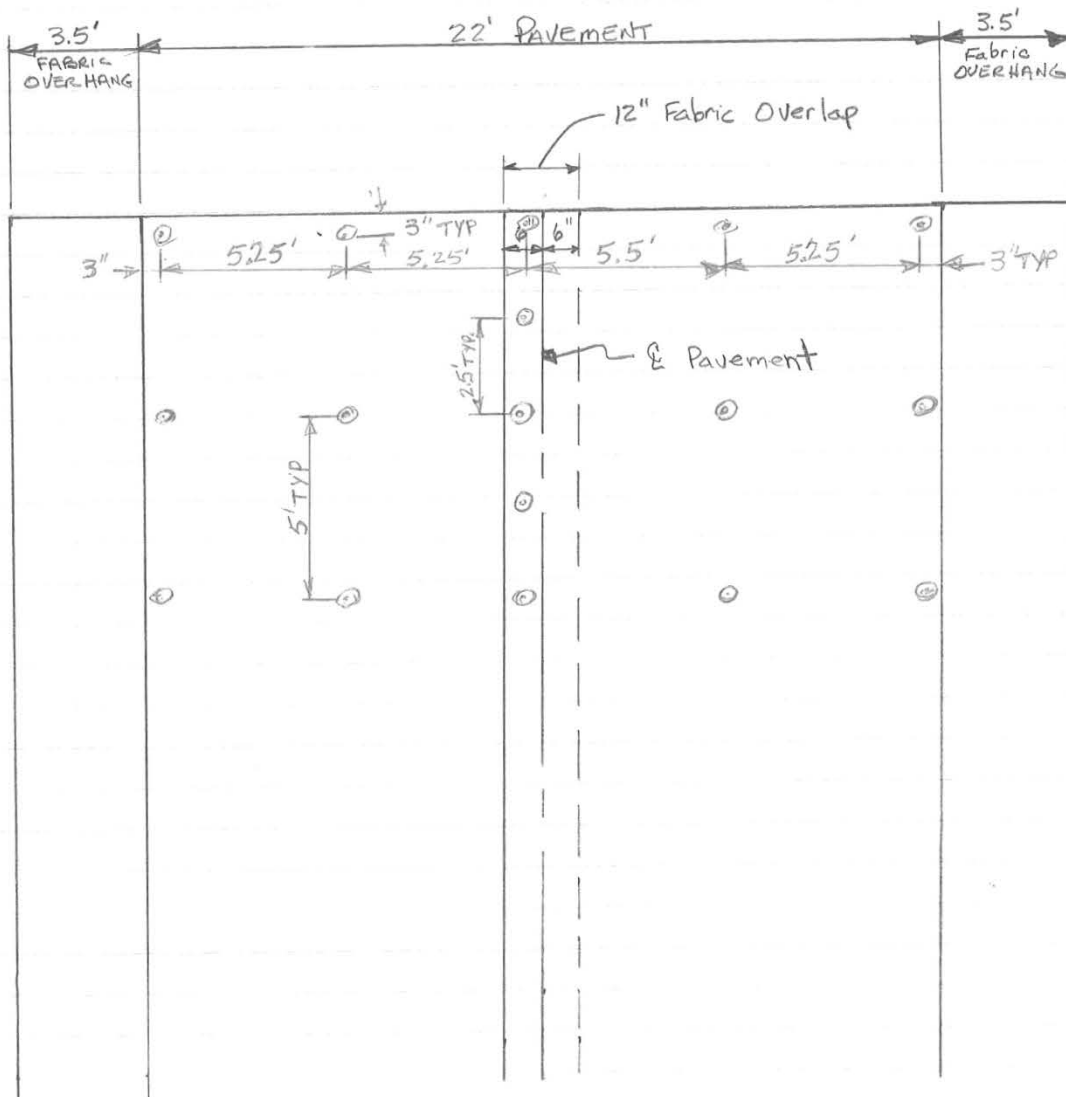 3.5'
22' PAVEMENT
3.5'
FABRIC
OVERHANG
Fabric
OVERHANG
12" Fabric Overlap
3" TYP
6"
6"
3"
5.25'
5.25'
5.5'
5.25'
3" TYP
2.5' TYP.
℄ Pavement
5' TYP